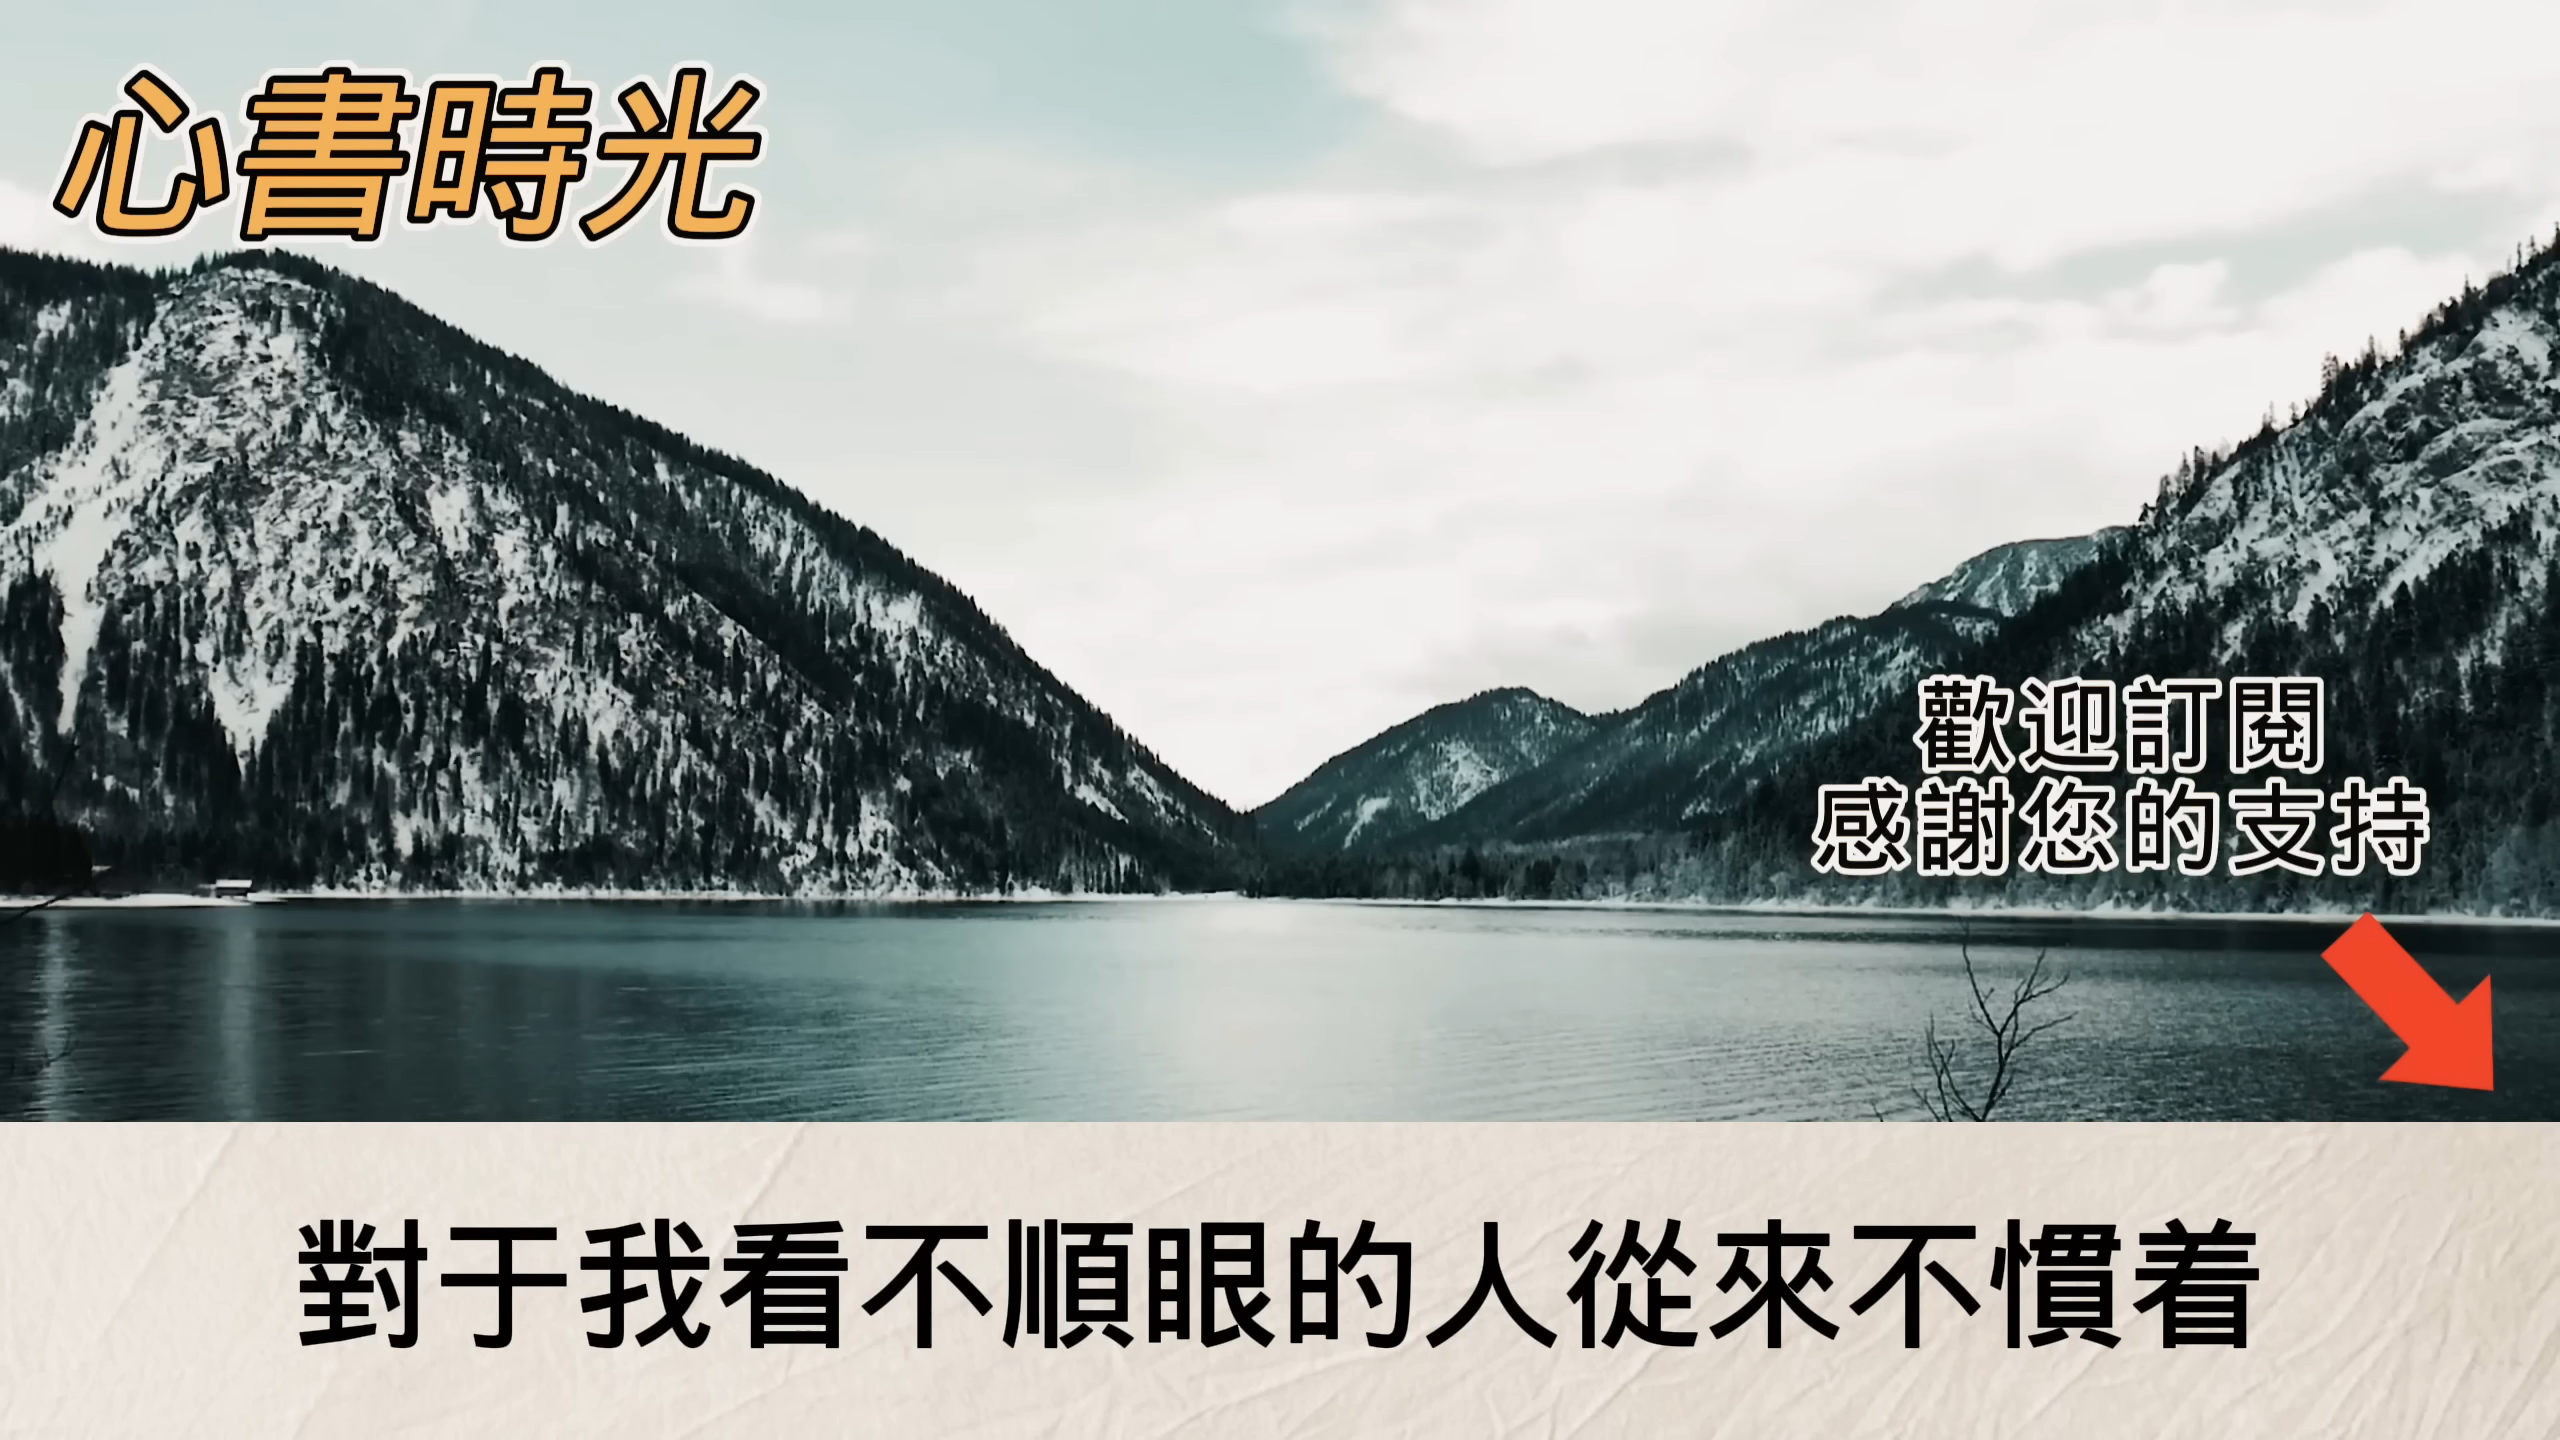 心書時光
歡迎訂閱
感謝您的支持
對于我看不順眼的人從來不慣着